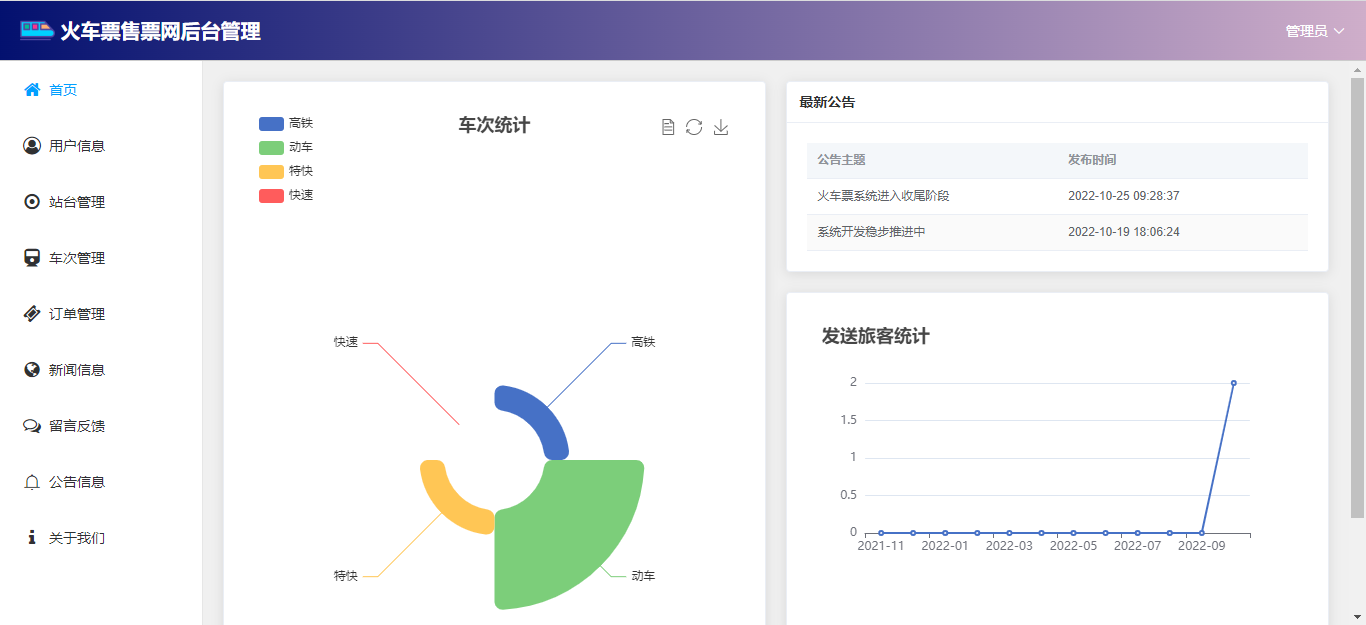 火车票售票网后台管理
管理员
首页
用户信息
站台管理
车次管理
订单管理
新闻信息
留言反馈
公告信息
关于我们
车次统计
高铁
动车
特快
快速
快速
高铁
特快
动车
最新公告
公告主题 发布时间
火车票系统进入收尾阶段 2022-10-25 09:28:37
系统开发稳步推进中 2022-10-19 18:06:24
发送旅客统计
2
1.5
1
0.5
0
2021-11 2022-01 2022-03 2022-05 2022-07 2022-09